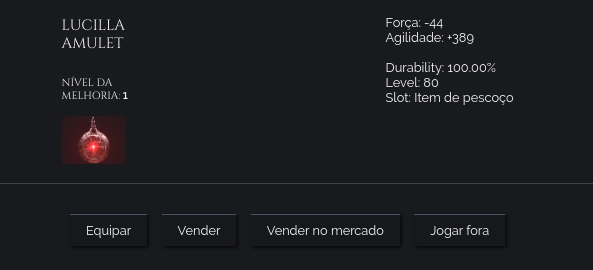 LUCILLA
AMULET
NÍVEL DA
MELHORIA: 1
Força: -44
Agilidade: +389
Durability: 100.00%
Level: 80
Slot: Item de pescoço
Equipar
Vender
Vender no mercado
Jogar fora